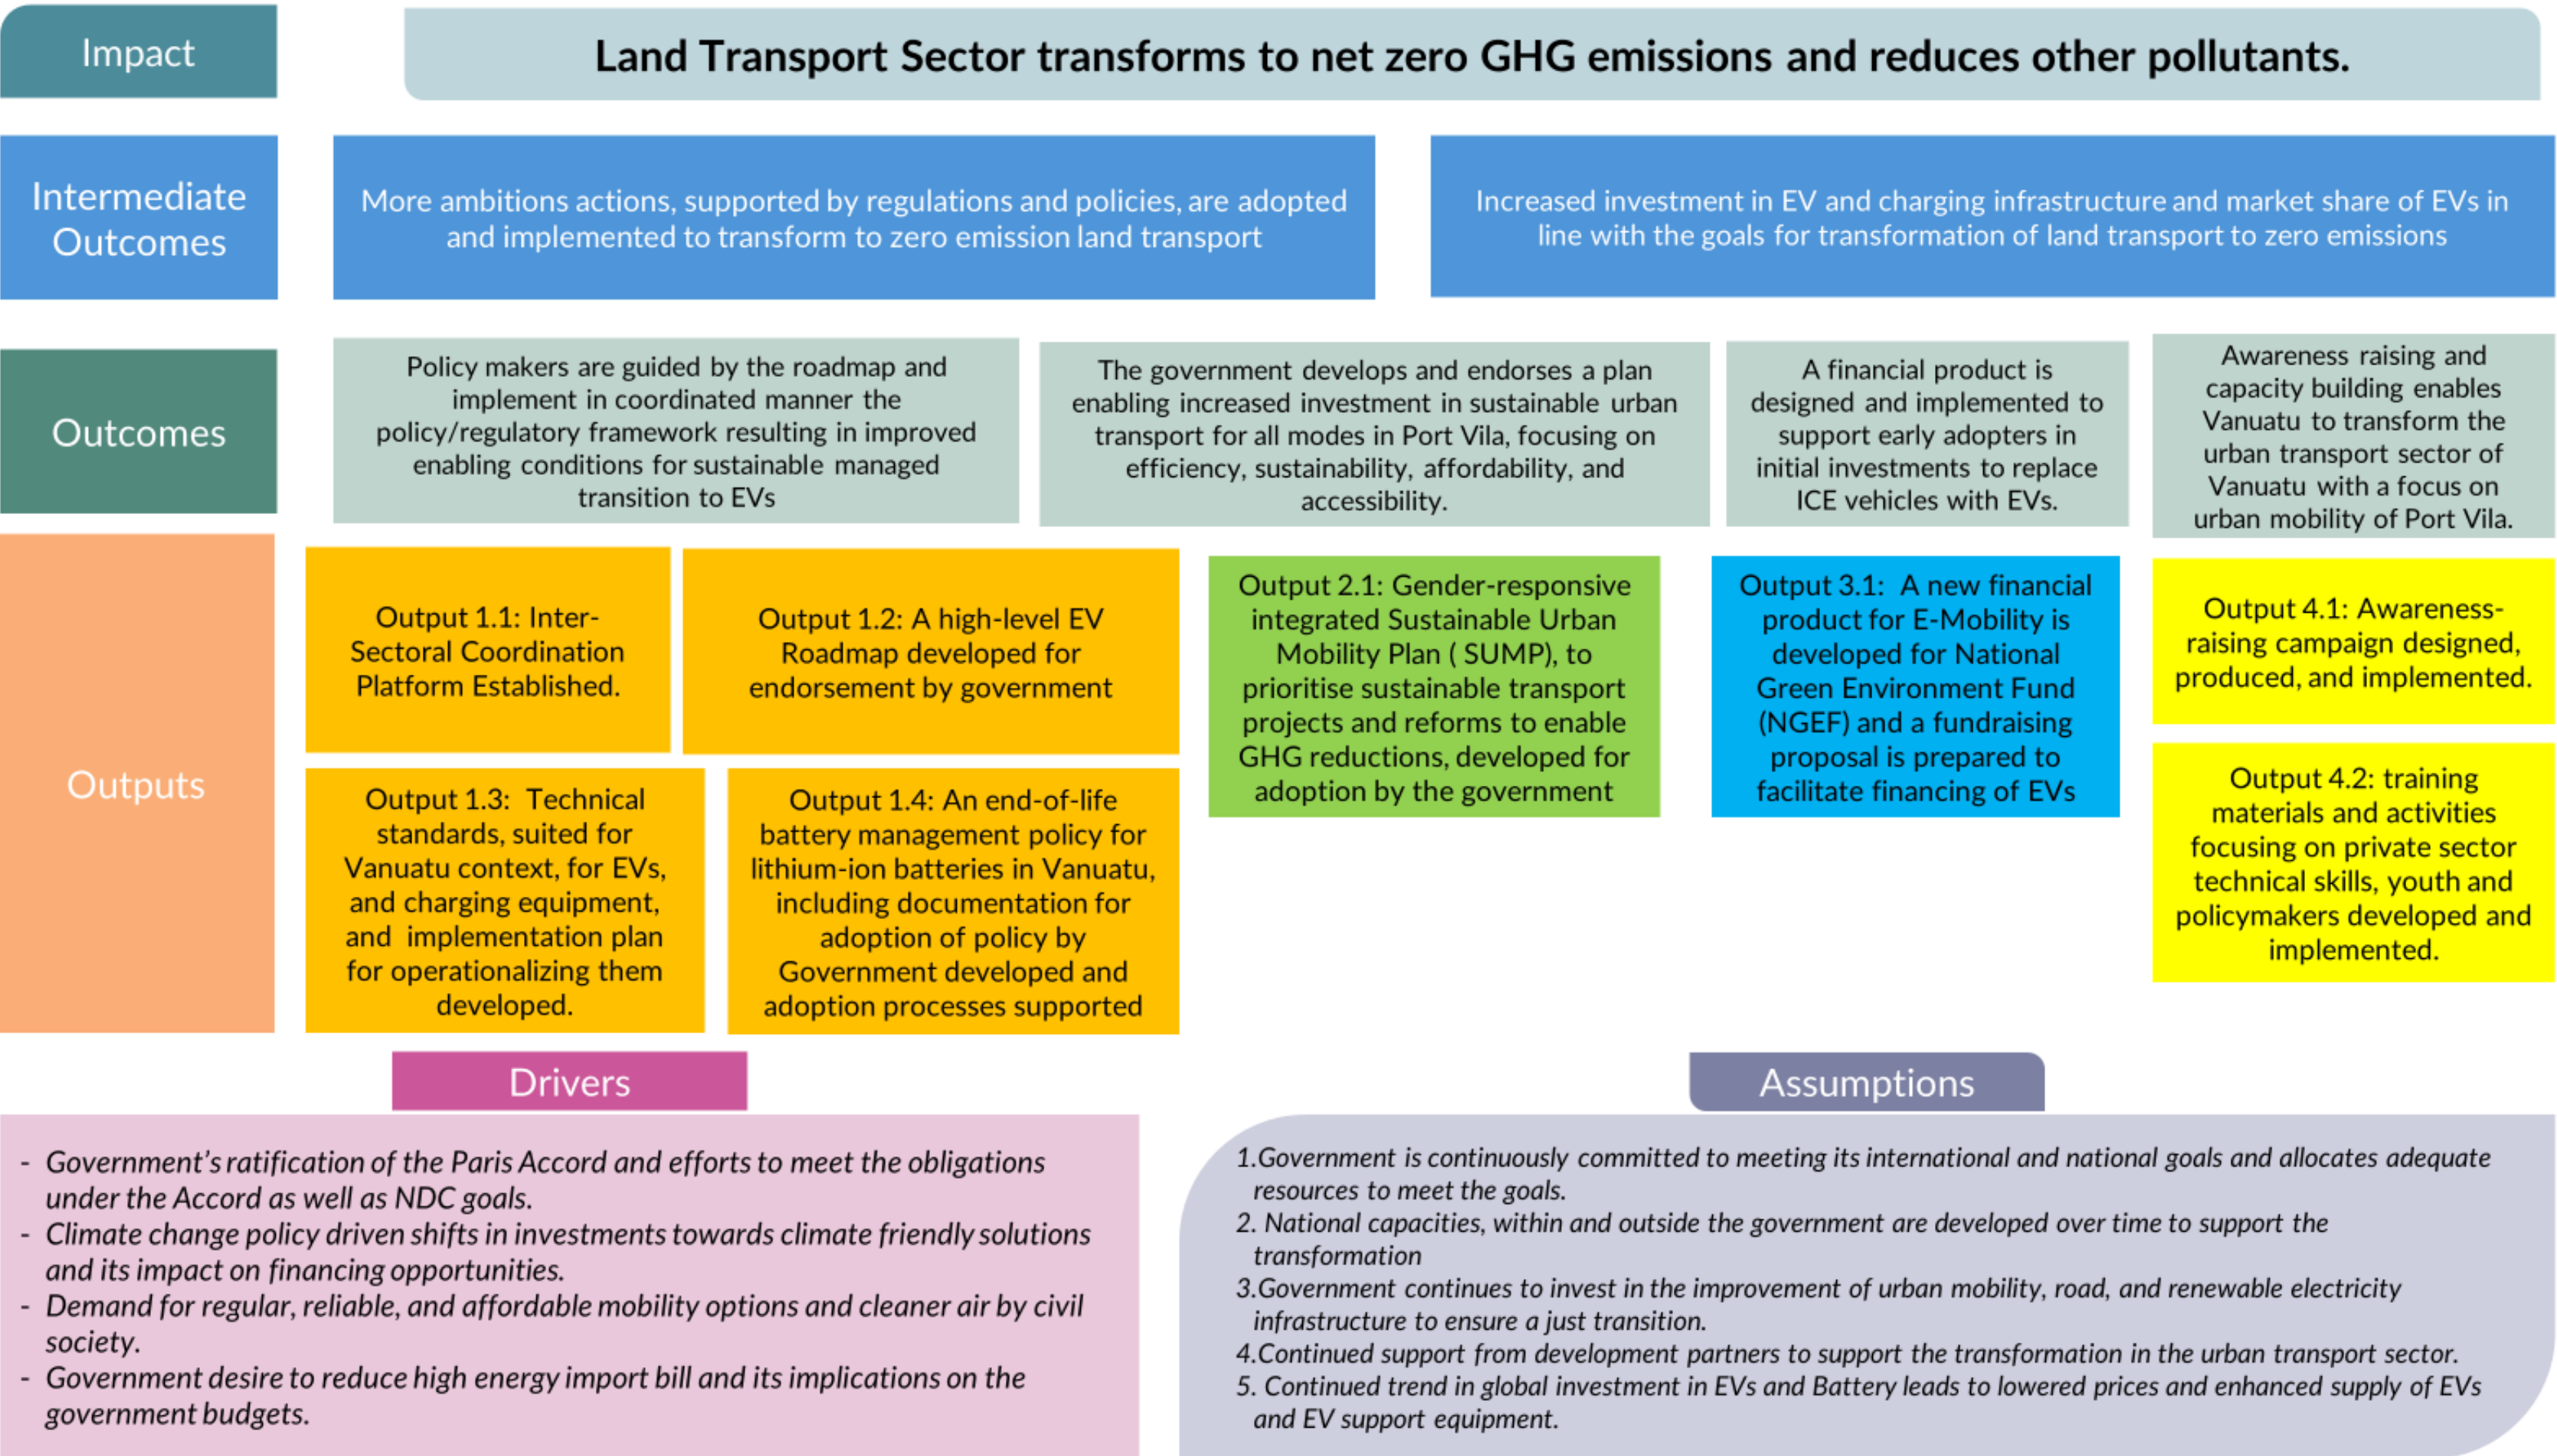 Impact
Land Transport Sector transforms to net zero GHG emissions and reduces other pollutants.
Intermediate
Outcomes
More ambitions actions, supported by regulations and policies, are adopted
and implemented to transform to zero emission land transport
Increased investment in EV and charging infrastructure and market share of EVs in
line with the goals for transformation of land transport to zero emissions
Outcomes
Policy makers are guided by the roadmap and
implement in coordinated manner the
policy/regulatory framework resulting in improved
enabling conditions for sustainable managed
transition to EVs
The government develops and endorses a plan
enabling increased investment in sustainable urban
transport for all modes in Port Vila, focusing on
efficiency, sustainability, affordability, and
accessibility.
A financial product is
designed and implemented to
support early adopters in
initial investments to replace
ICE vehicles with EVs.
Awareness raising and
capacity building enables
Vanuatu to transform the
urban transport sector of
Vanuatu with a focus on
urban mobility of Port Vila.
Outputs
Output 1.1: Inter-
Sectoral Coordination
Platform Established.
Output 1.2: A high-level EV
Roadmap developed for
endorsement by government
Output 1.3:  Technical
standards, suited for
Vanuatu context, for EVs,
and charging equipment,
and  implementation plan
for operationalizing them
developed.
Output 1.4: An end-of-life
battery management policy for
lithium-ion batteries in Vanuatu,
including documentation for
adoption of policy by
Government developed and
adoption processes supported
Output 2.1: Gender-responsive
integrated Sustainable Urban
Mobility Plan ( SUMP), to
prioritise sustainable transport
projects and reforms to enable
GHG reductions, developed for
adoption by the government
Output 3.1:  A new financial
product for E-Mobility is
developed for National
Green Environment Fund
(NGEF) and a fundraising
proposal is prepared to
facilitate financing of EVs
Output 4.1: Awareness-
raising campaign designed,
produced, and implemented.
Output 4.2: training
materials and activities
focusing on private sector
technical skills, youth and
policymakers developed and
implemented.
Drivers
- Government's ratification of the Paris Accord and efforts to meet the obligations
under the Accord as well as NDC goals.
- Climate change policy driven shifts in investments towards climate friendly solutions
and its impact on financing opportunities.
- Demand for regular, reliable, and affordable mobility options and cleaner air by civil
society.
- Government desire to reduce high energy import bill and its implications on the
government budgets.
Assumptions
1.Government is continuously committed to meeting its international and national goals and allocates adequate
resources to meet the goals.
2. National capacities, within and outside the government are developed over time to support the
transformation
3.Government continues to invest in the improvement of urban mobility, road, and renewable electricity
infrastructure to ensure a just transition.
4.Continued support from development partners to support the transformation in the urban transport sector.
5. Continued trend in global investment in EVs and Battery leads to lowered prices and enhanced supply of EVs
and EV support equipment.